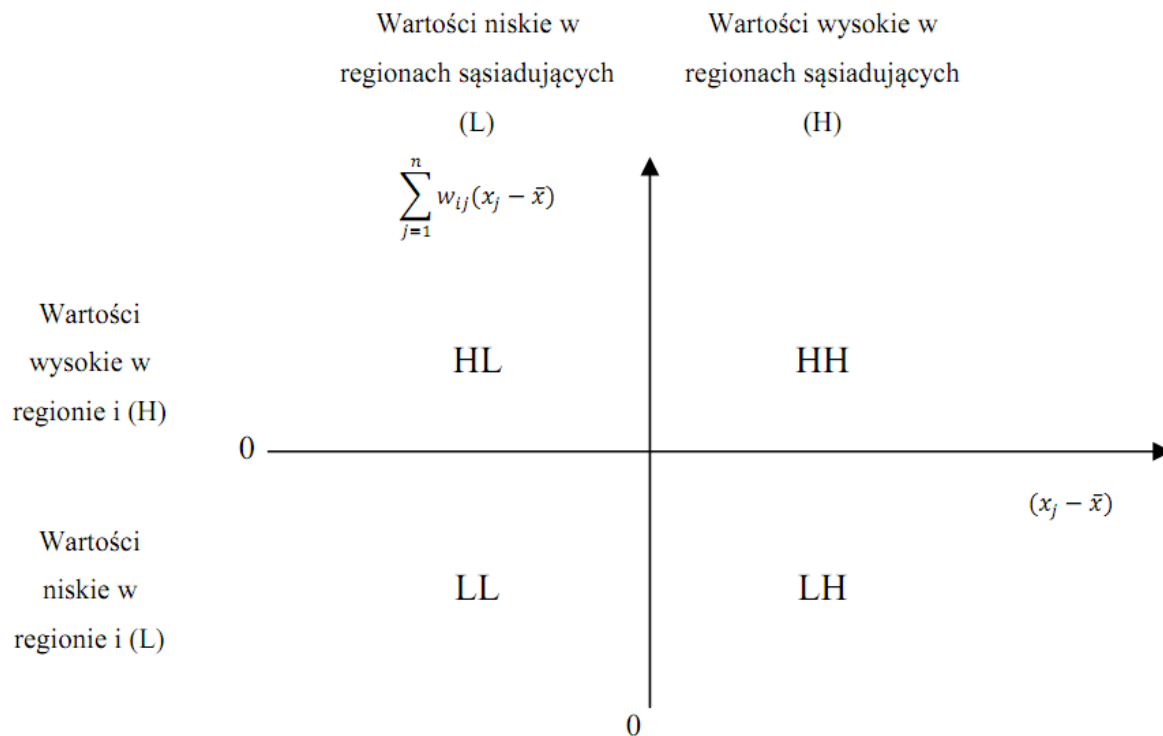 Wartości niskie w
regionach sąsiadujących
(L)
Wartości wysokie w
regionach sąsiadujących
(H)
n
∑ w_{ij}(x_j − x̄)
j=1
Wartości
wysokie w
regionie i (H)
HL
HH
0
(x_j − x̄)
Wartości
niskie w
regionie i (L)
LL
LH
0